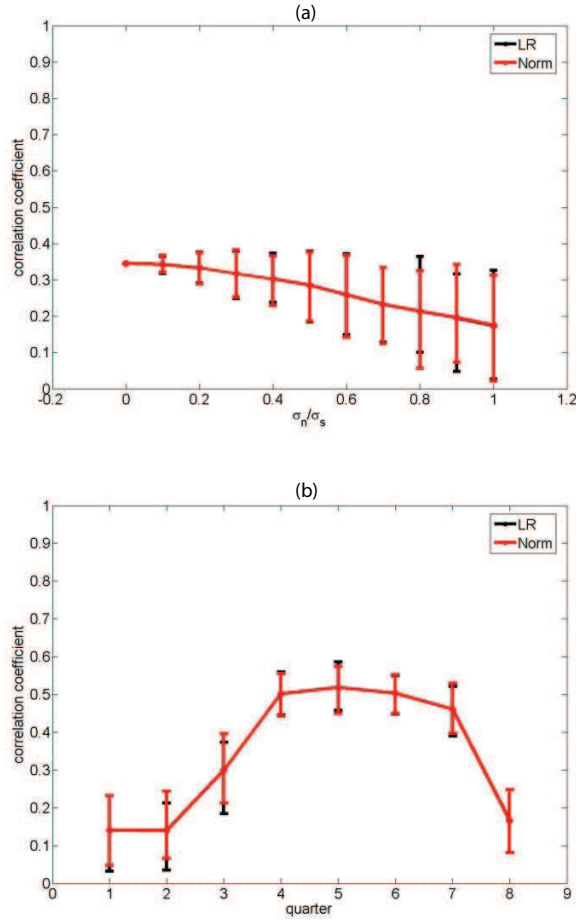 (a)
1
0.9
0.8
0.7
0.6
0.5
0.4
0.3
0.2
0.1
0
correlation coefficient
LR
Norm
-0.2 0 0.2 0.4 0.6 0.8 1 1.2
σn/σs
(b)
1
0.9
0.8
0.7
0.6
0.5
0.4
0.3
0.2
0.1
0
correlation coefficient
LR
Norm
0 1 2 3 4 5 6 7 8 9
quarter